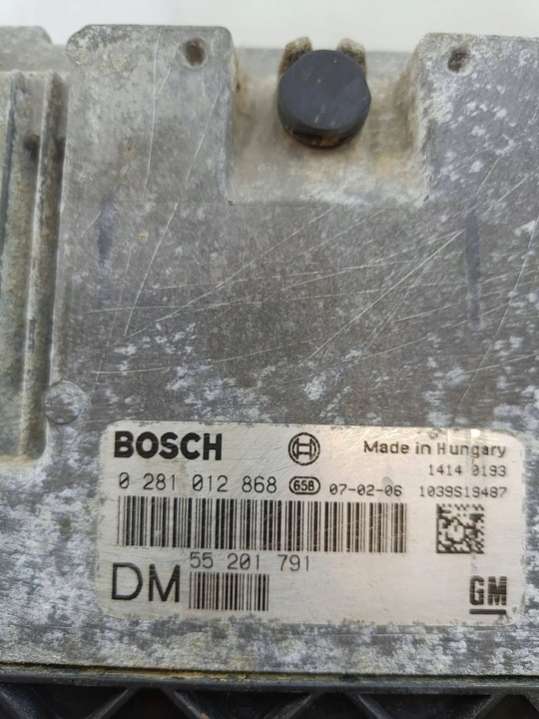 BOSCH Made in Hungary
1414 0193
0 281 012 868 658 07-02-06 1039S19487
55 201 791
DM GM